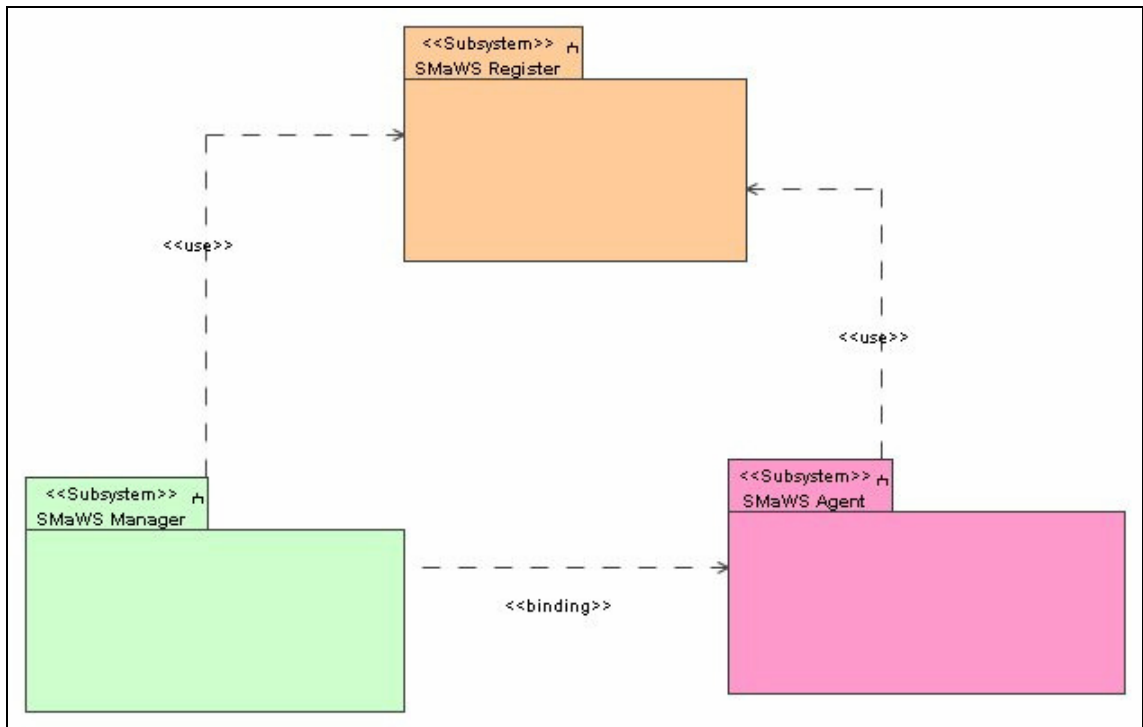 <<Subsystem>>
SMaWS Register
<<use>>
<<use>>
<<Subsystem>>
SMaWS Manager
<<Subsystem>>
SMaWS Agent
<<binding>>